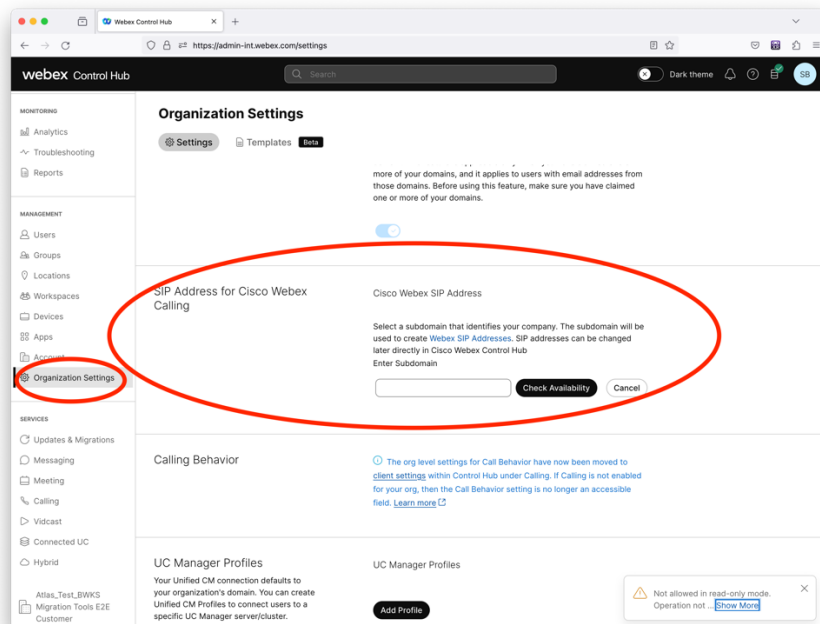 Webex Control Hub
https://admin-int.webex.com/settings
webex Control Hub
Search
Dark theme
SB
MONITORING
Analytics
Troubleshooting
Reports
MANAGEMENT
Users
Groups
Locations
Workspaces
Devices
Apps
Account
Organization Settings
SERVICES
Updates & Migrations
Messaging
Meeting
Calling
Vidcast
Connected UC
Hybrid
Atlas_Test_BWKS
Migration Tools E2E
Customer
Organization Settings
Settings
Templates Beta
more of your domains, and it applies to users with email addresses from
those domains. Before using this feature, make sure you have claimed
one or more of your domains.
SIP Address for Cisco Webex
Calling
Cisco Webex SIP Address
Select a subdomain that identifies your company. The subdomain will be
used to create Webex SIP Addresses. SIP addresses can be changed
later directly in Cisco Webex Control Hub
Enter Subdomain
Check Availability
Cancel
Calling Behavior
The org level settings for Call Behavior have now been moved to
client settings within Control Hub under Calling. If Calling is not enabled
for your org, then the Call Behavior setting is no longer an accessible
field. Learn more
UC Manager Profiles
Your Unified CM connection defaults to
your organization's domain. You can create
Unified CM Profiles to connect users to a
specific UC Manager server/cluster.
UC Manager Profiles
Add Profile
Not allowed in read-only mode.
Operation not ... Show More